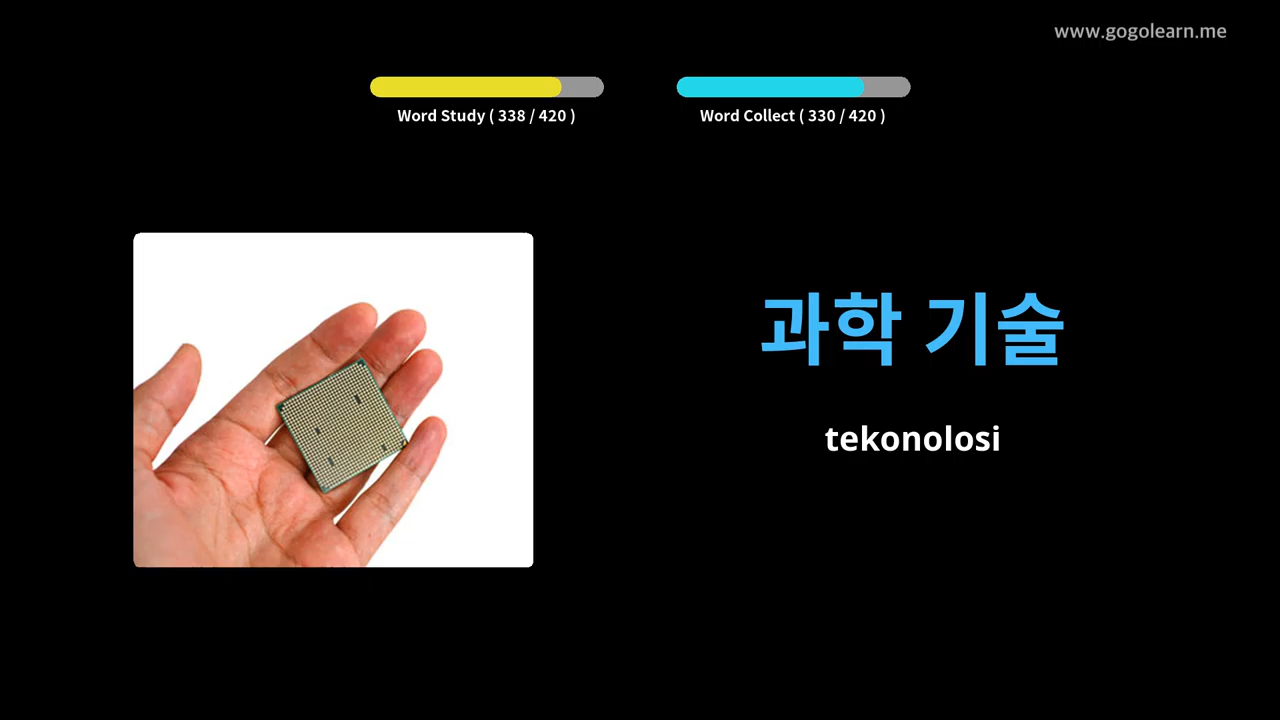 www.gogolearn.me
Word Study ( 338 / 420 )
Word Collect ( 330 / 420 )
과학 기술
tekonolosi